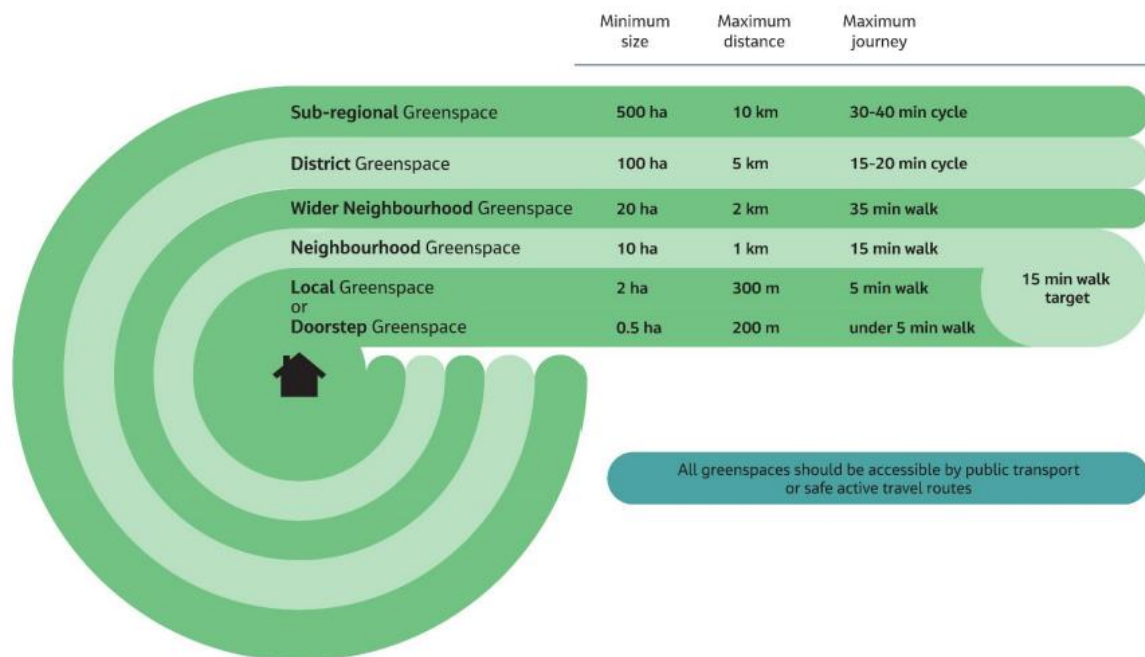 Minimum size Maximum distance Maximum journey
Sub-regional Greenspace 500 ha 10 km 30-40 min cycle
District Greenspace 100 ha 5 km 15-20 min cycle
Wider Neighbourhood Greenspace 20 ha 2 km 35 min walk
Neighbourhood Greenspace 10 ha 1 km 15 min walk
Local Greenspace 2 ha 300 m 5 min walk
or
Doorstep Greenspace 0.5 ha 200 m under 5 min walk
15 min walk
target
All greenspaces should be accessible by public transport
or safe active travel routes